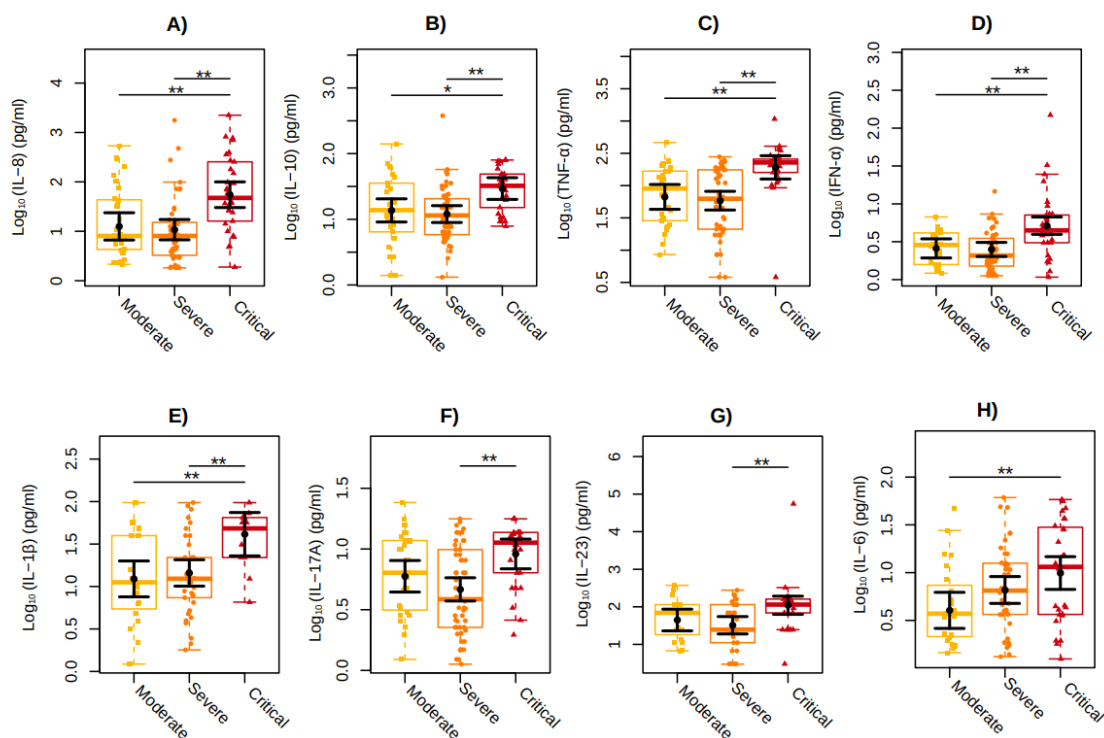 A)
Log₁₀ (IL−8) (pg/ml)
4
3
2
1
0
**
**
Moderate
Severe
Critical
B)
Log₁₀ (IL−10) (pg/ml)
3.0
2.0
1.0
0.0
**
*
Moderate
Severe
Critical
C)
Log₁₀ (TNF-α) (pg/ml)
3.5
2.5
1.5
0.5
**
**
Moderate
Severe
Critical
D)
Log₁₀ (IFN-α) (pg/ml)
3.0
2.5
2.0
1.5
1.0
0.5
0.0
**
**
Moderate
Severe
Critical
E)
Log₁₀ (IL−1β) (pg/ml)
2.5
2.0
1.5
1.0
0.5
0.0
**
**
Moderate
Severe
Critical
F)
Log₁₀ (IL−17A) (pg/ml)
1.5
1.0
0.5
0.0
**
Moderate
Severe
Critical
G)
Log₁₀ (IL−23) (pg/ml)
6
5
4
3
2
1
**
Moderate
Severe
Critical
H)
Log₁₀ (IL−6) (pg/ml)
2.0
1.5
1.0
0.5
**
Moderate
Severe
Critical